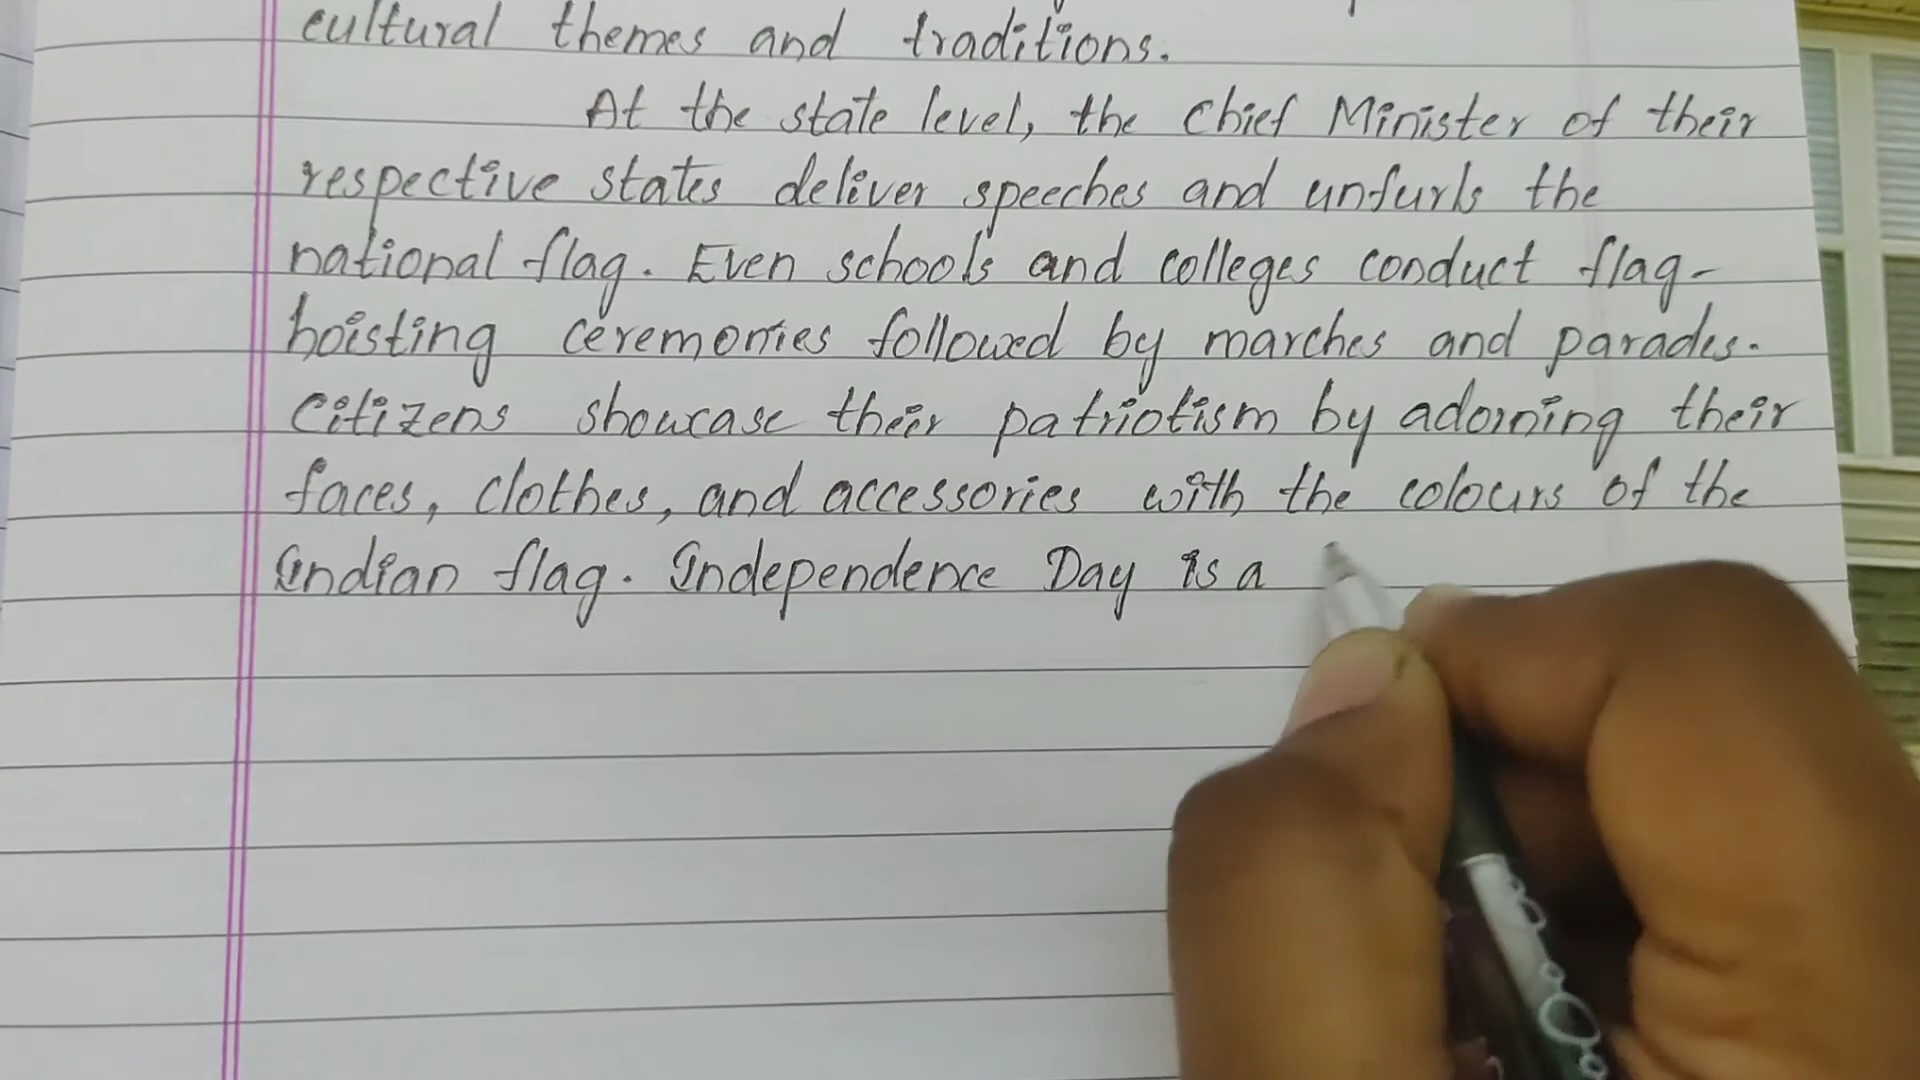 cultural themes and traditions.
At the state level, the Chief Minister of their
respective states deliver speeches and unfurls the
national flag. Even schools and colleges conduct flag-
hoisting ceremonies followed by marches and parades.
Citizens showcase their patriotism by adorning their
faces, clothes, and accessories with the colours of the
Indian flag. Independence Day is a